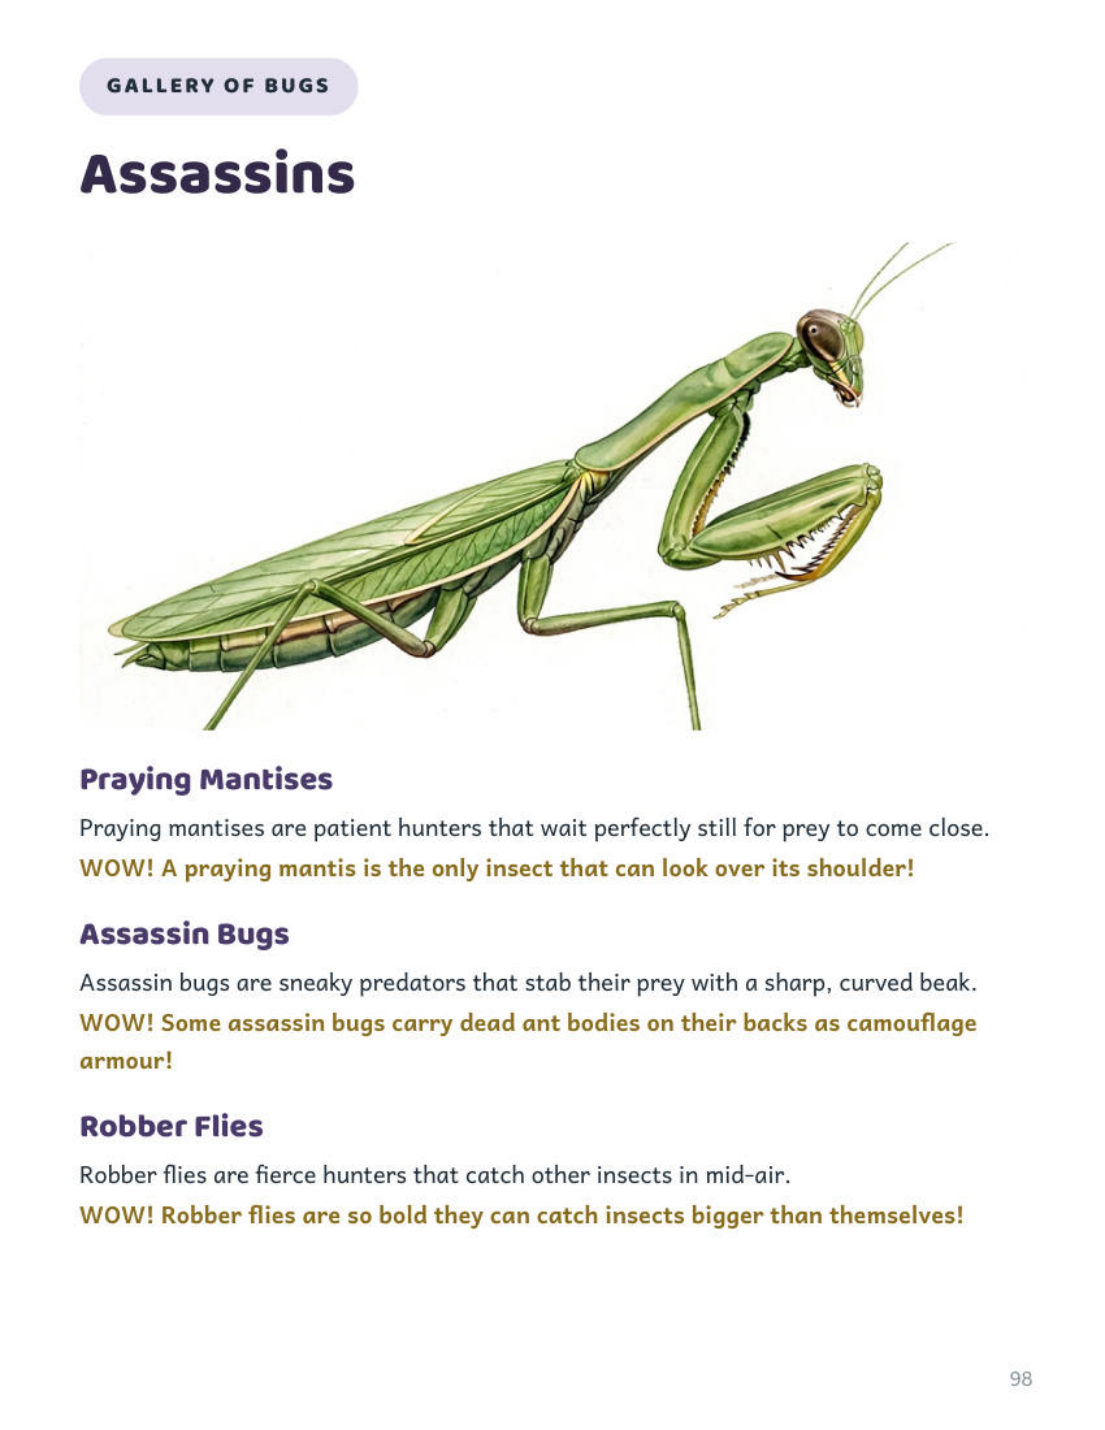 GALLERY OF BUGS
Assassins
Praying Mantises
Praying mantises are patient hunters that wait perfectly still for prey to come close.
WOW! A praying mantis is the only insect that can look over its shoulder!
Assassin Bugs
Assassin bugs are sneaky predators that stab their prey with a sharp, curved beak.
WOW! Some assassin bugs carry dead ant bodies on their backs as camouflage
armour!
Robber Flies
Robber flies are fierce hunters that catch other insects in mid-air.
WOW! Robber flies are so bold they can catch insects bigger than themselves!
98